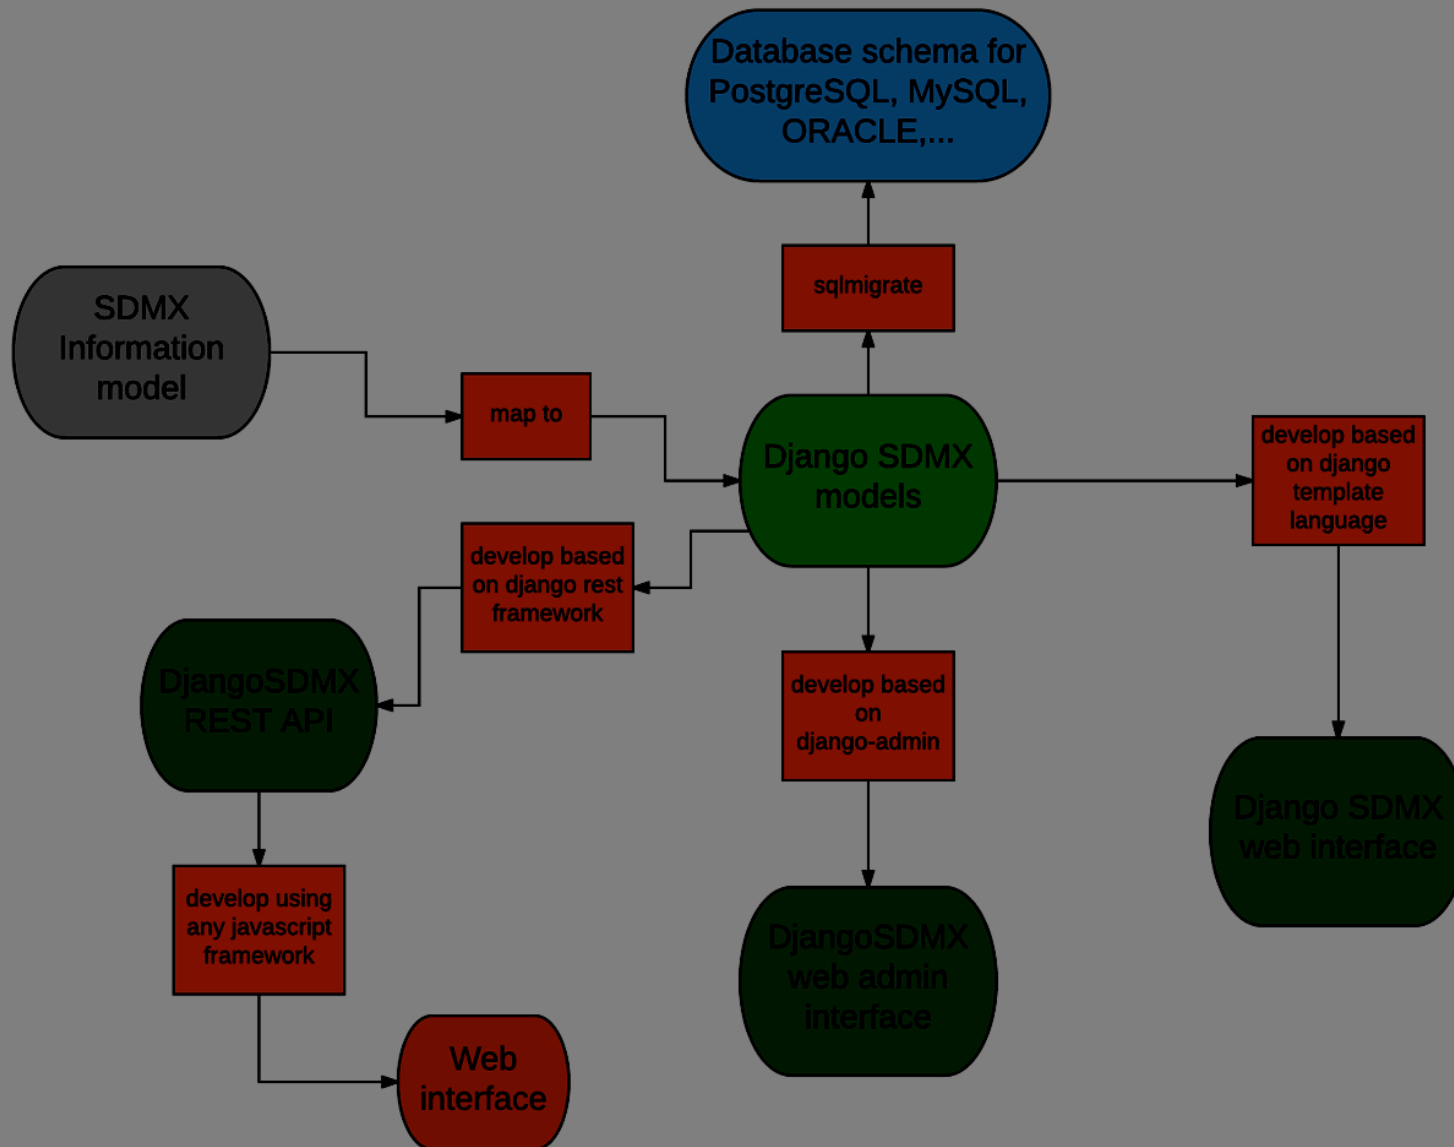 Database schema for
PostgreSQL, MySQL,
ORACLE,...
sqlmigrate
SDMX
Information
model
map to
Django SDMX
models
develop based
on django
template
language
develop based
on django rest
framework
DjangoSDMX
REST API
develop based
on
django-admin
Django SDMX
web interface
develop using
any javascript
framework
DjangoSDMX
web admin
interface
Web
interface